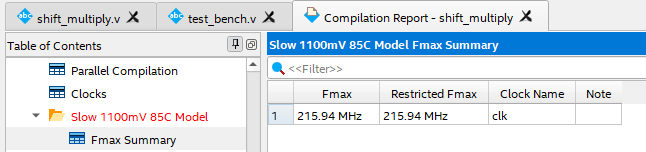 shift_multiply.v
test_bench.v
Compilation Report - shift_multiply
Table of Contents
Parallel Compilation
Clocks
Slow 1100mV 85C Model
Fmax Summary
Slow 1100mV 85C Model Fmax Summary
<<Filter>>
Fmax Restricted Fmax Clock Name Note
1 215.94 MHz 215.94 MHz clk